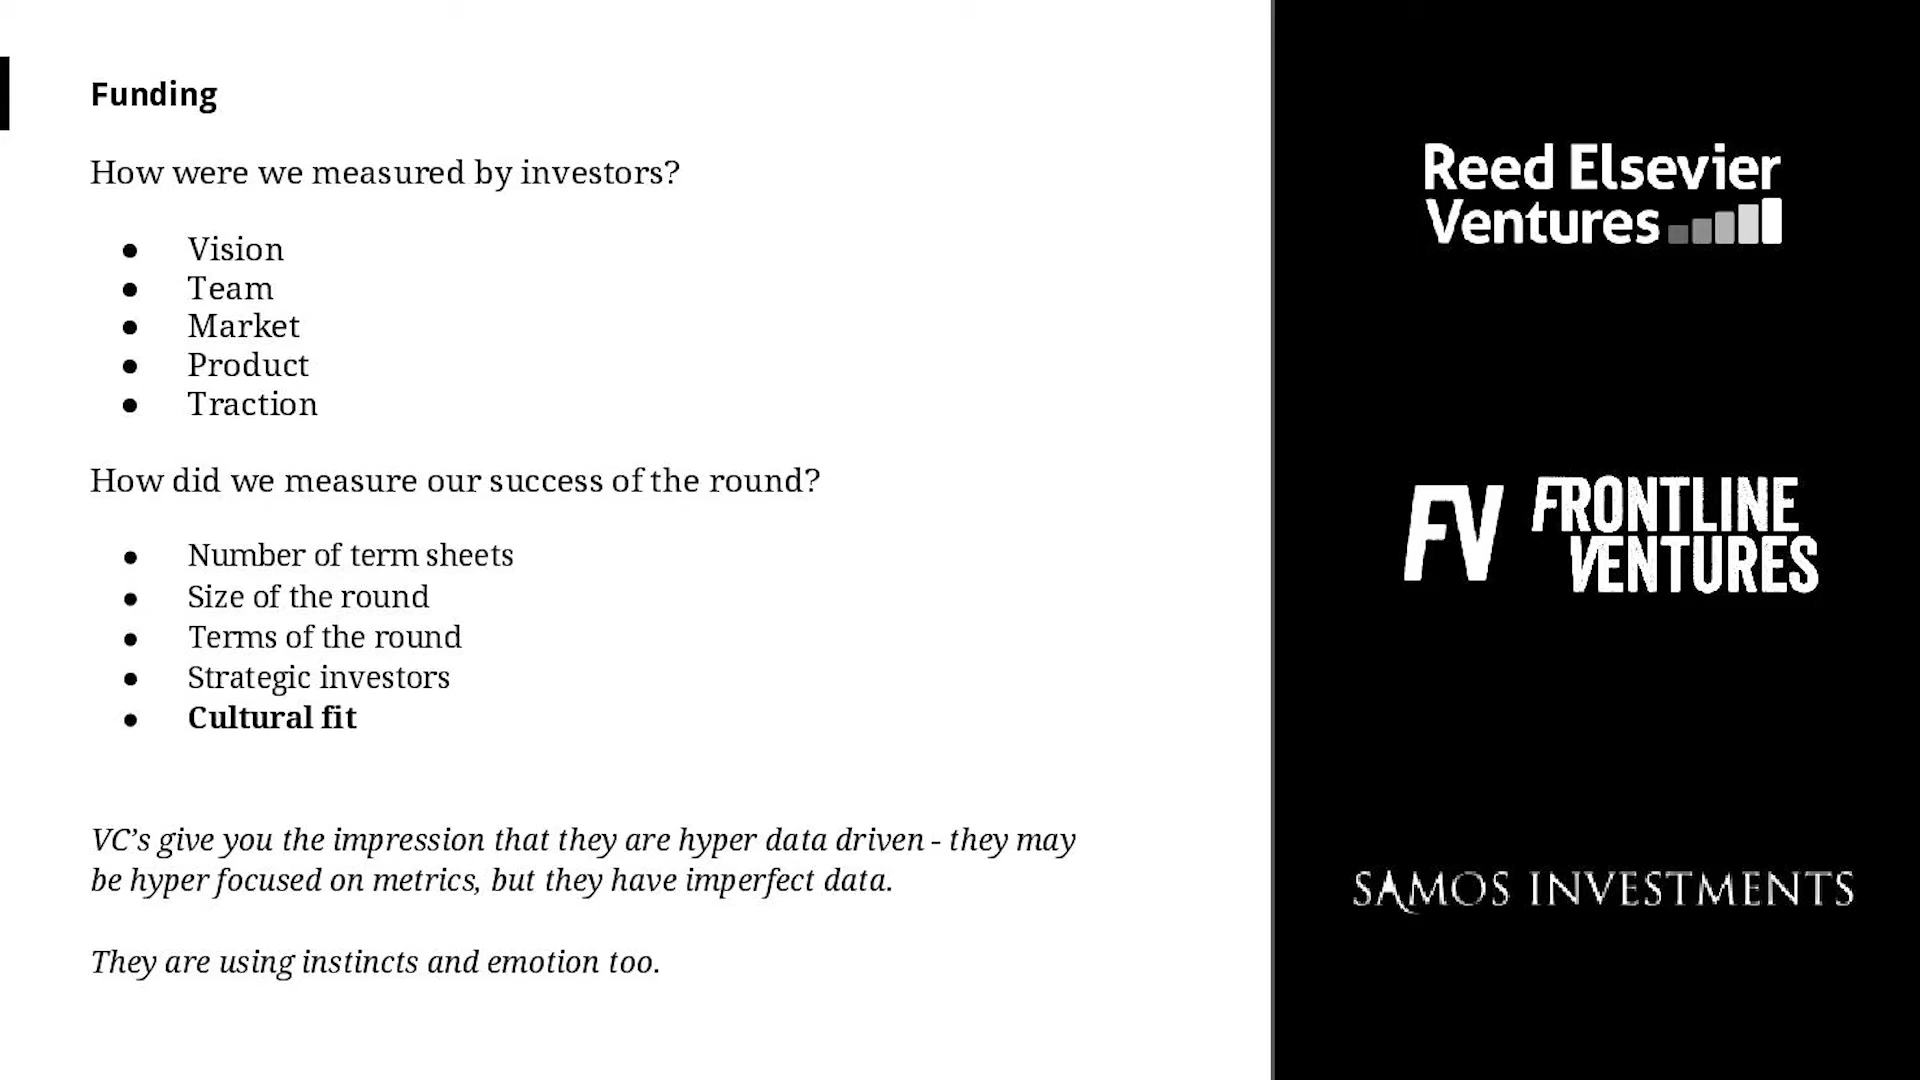 Funding
How were we measured by investors?
● Vision
● Team
● Market
● Product
● Traction
How did we measure our success of the round?
● Number of term sheets
● Size of the round
● Terms of the round
● Strategic investors
● Cultural fit
VC’s give you the impression that they are hyper data driven - they may
be hyper focused on metrics, but they have imperfect data.
They are using instincts and emotion too.
Reed Elsevier
Ventures
FV FRONTLINE
VENTURES
SAMOS INVESTMENTS